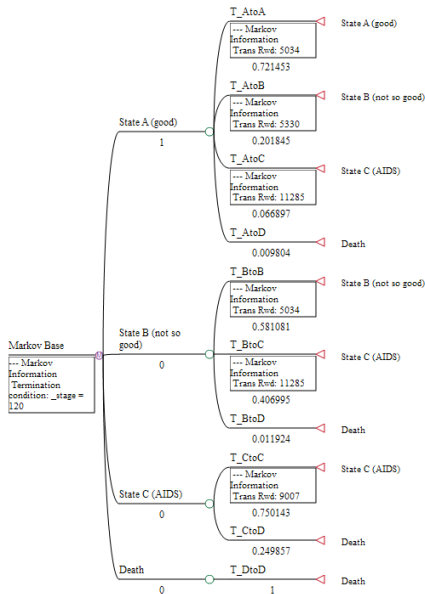 T_AtoA
--- Markov
Information
Trans Rwd: 5034
State A (good)
0.721453
T_AtoB
--- Markov
Information
Trans Rwd: 5330
State B (not so good)
0.201845
State A (good)
1
T_AtoC
--- Markov
Information
Trans Rwd: 11285
State C (AIDS)
0.066897
T_AtoD
Death
0.009804
T_BtoB
--- Markov
Information
Trans Rwd: 5034
State B (not so good)
0.581081
State B (not so
good)
0
T_BtoC
--- Markov
Information
Trans Rwd: 11285
State C (AIDS)
0.406995
Markov Base
--- Markov
Information
Termination
condition: _stage =
120
T_BtoD
Death
0.011924
T_CtoC
--- Markov
Information
Trans Rwd: 9007
State C (AIDS)
0.750143
State C (AIDS)
0
T_CtoD
Death
0.249857
Death
0
T_DtoD
1
Death